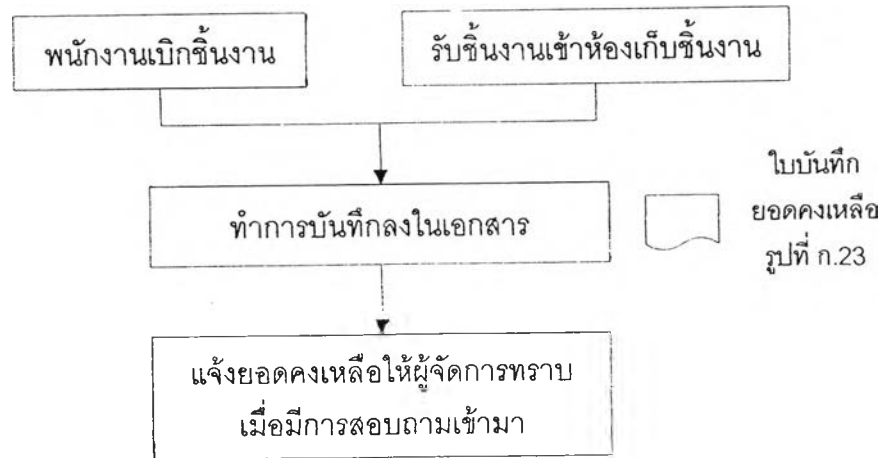 พนักงานเบิกชิ้นงาน
รับชิ้นงานเข้าห้องเก็บชิ้นงาน
ทำการบันทึกลงในเอกสาร
ใบบันทึก
ยอดคงเหลือ
รูปที่ ก.23
แจ้งยอดคงเหลือให้ผู้จัดการทราบ
เมื่อมีการสอบถามเข้ามา